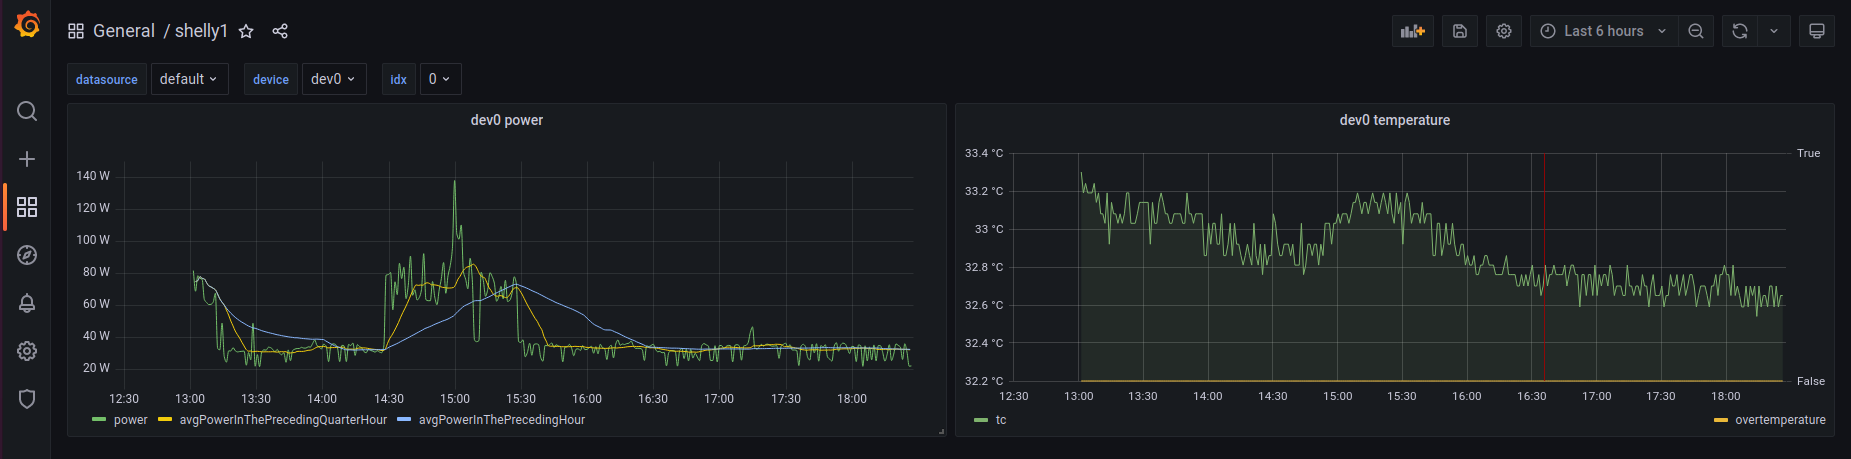 General / shelly1
Last 6 hours
datasource default device dev0 idx 0
dev0 power
140 W
120 W
100 W
80 W
60 W
40 W
20 W
12:30 13:00 13:30 14:00 14:30 15:00 15:30 16:00 16:30 17:00 17:30 18:00
power avgPowerInThePrecedingQuarterHour avgPowerInThePrecedingHour
dev0 temperature
33.4 °C True
33.2 °C
33 °C
32.8 °C
32.6 °C
32.4 °C
32.2 °C False
12:30 13:00 13:30 14:00 14:30 15:00 15:30 16:00 16:30 17:00 17:30 18:00
tc overtemperature